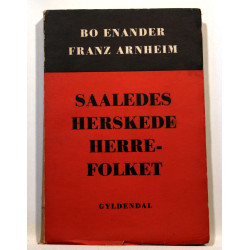 BO ENANDER
FRANZ ARNHEIM
SAALEDES
HERSKEDE
HERRE-
FOLKET
GYLDENDAL